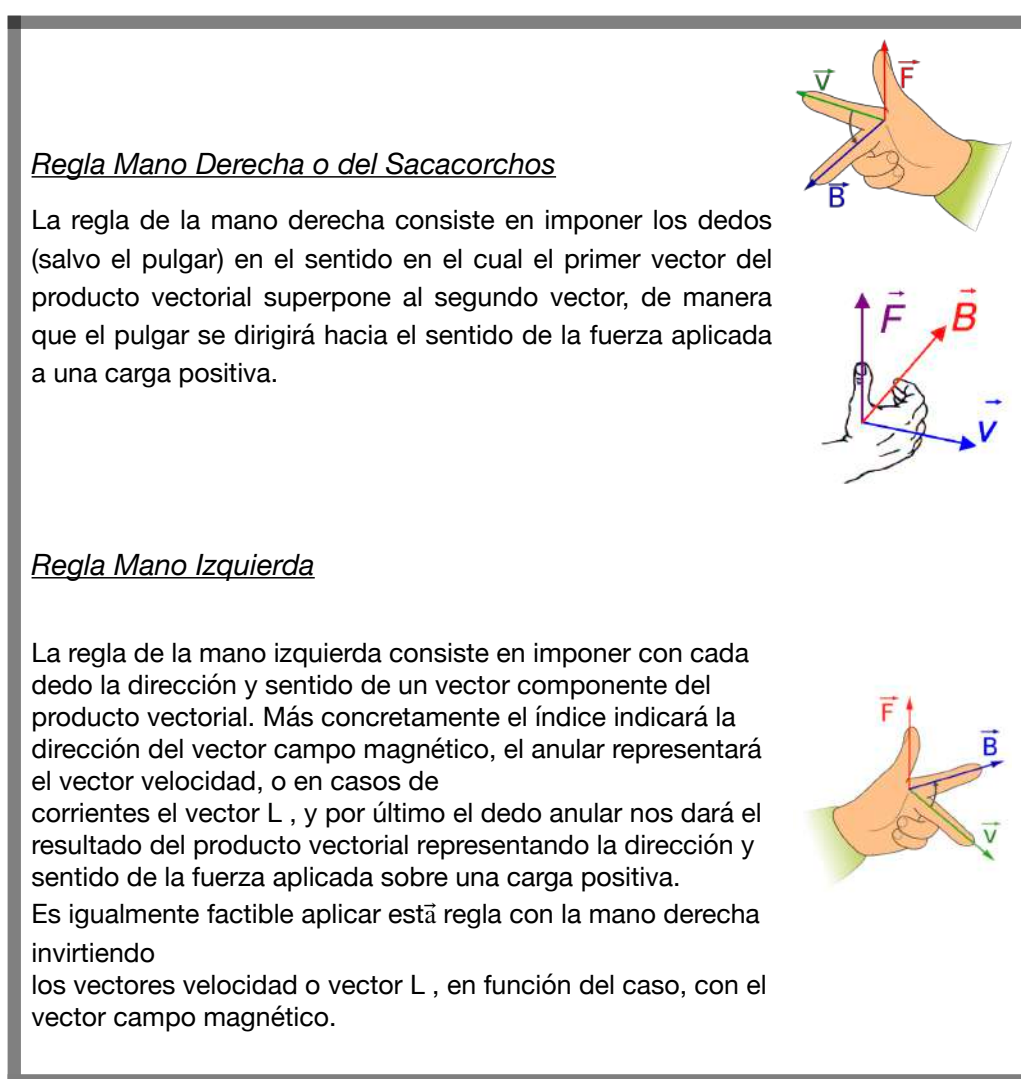 Regla Mano Derecha o del Sacacorchos
La regla de la mano derecha consiste en imponer los dedos
(salvo el pulgar) en el sentido en el cual el primer vector del
producto vectorial superpone al segundo vector, de manera
que el pulgar se dirigirá hacia el sentido de la fuerza aplicada
a una carga positiva.
V⃗
F⃗
B⃗
F⃗
B⃗
v⃗
Regla Mano Izquierda
La regla de la mano izquierda consiste en imponer con cada
dedo la dirección y sentido de un vector componente del
producto vectorial. Más concretamente el índice indicará la
dirección del vector campo magnético, el anular representará
el vector velocidad, o en casos de
corrientes el vector L , y por último el dedo anular nos dará el
resultado del producto vectorial representando la dirección y
sentido de la fuerza aplicada sobre una carga positiva.
Es igualmente factible aplicar esta⃗ regla con la mano derecha
invirtiendo
los vectores velocidad o vector L , en función del caso, con el
vector campo magnético.
F⃗
B⃗
v⃗